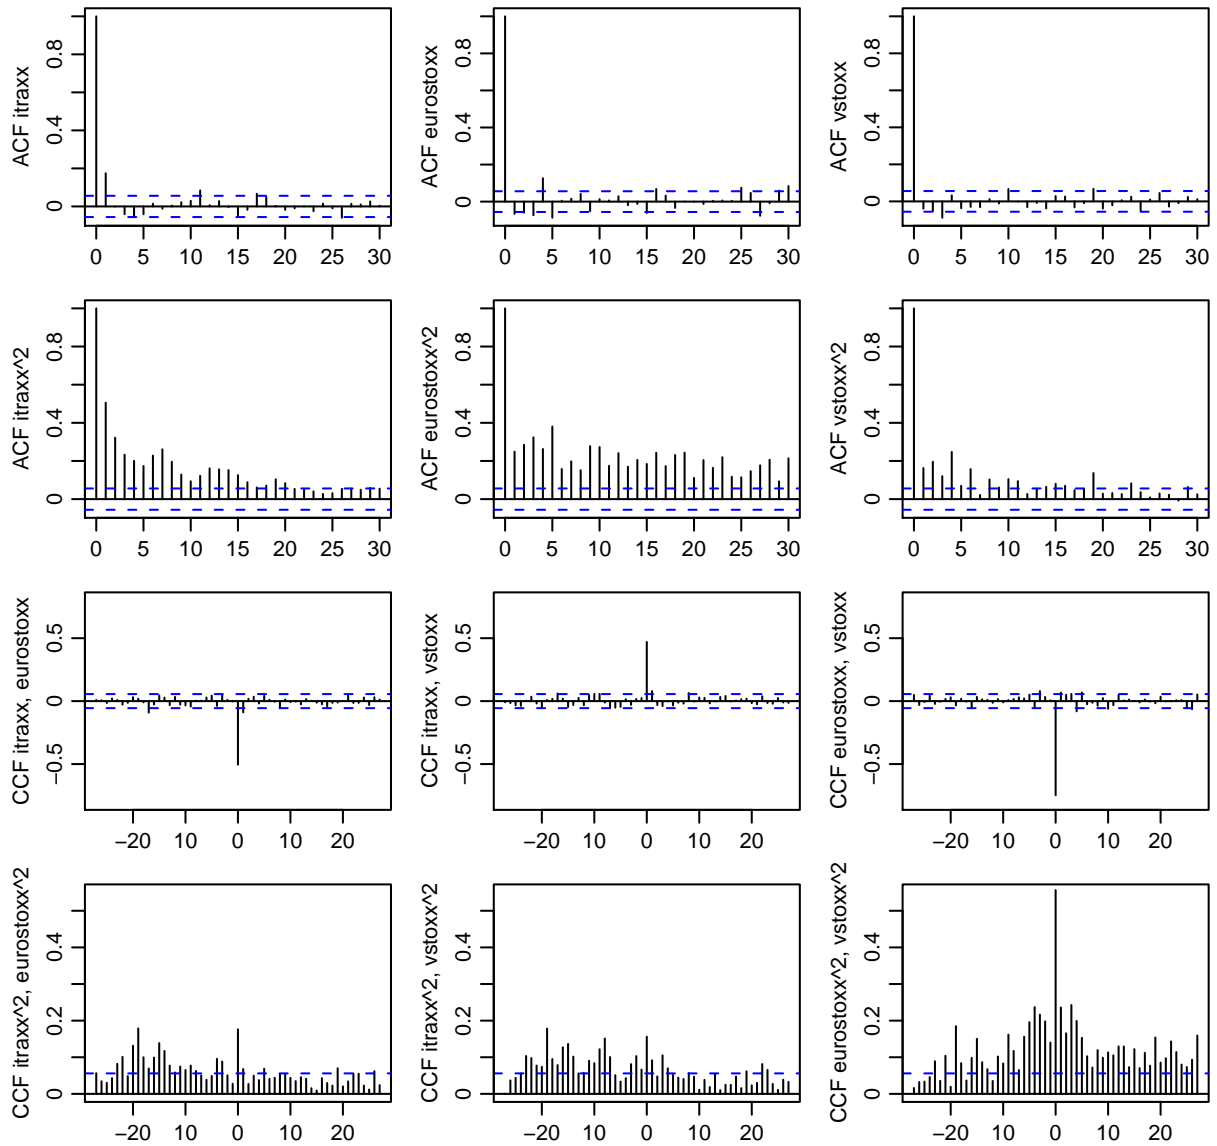 ACF itraxx
0 0.4 0.8
0 5 10 15 20 25 30
ACF eurostoxx
0 0.4 0.8
0 5 10 15 20 25 30
ACF vstoxx
0 0.4 0.8
0 5 10 15 20 25 30
ACF itraxx^2
0 0.4 0.8
0 5 10 15 20 25 30
ACF eurostoxx^2
0 0.4 0.8
0 5 10 15 20 25 30
ACF vstoxx^2
0 0.4 0.8
0 5 10 15 20 25 30
CCF itraxx, eurostoxx
−0.5 0 0.5
−20 10 0 10 20
CCF itraxx, vstoxx
−0.5 0 0.5
−20 10 0 10 20
CCF eurostoxx, vstoxx
−0.5 0 0.5
−20 10 0 10 20
CCF itraxx^2, eurostoxx^2
0 0.2 0.4
−20 10 0 10 20
CCF itraxx^2, vstoxx^2
0 0.2 0.4
−20 10 0 10 20
CCF eurostoxx^2, vstoxx^2
0 0.2 0.4
−20 10 0 10 20